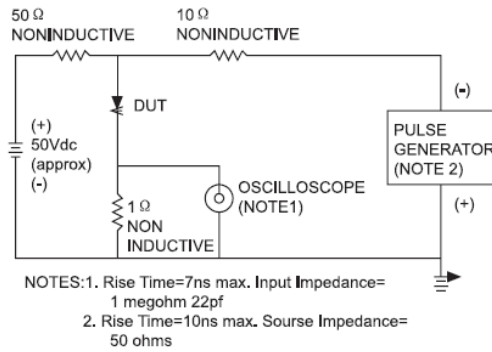 50 Ω
NONINDUCTIVE
10 Ω
NONINDUCTIVE
DUT
(+)
50Vdc
(approx)
(-)
1 Ω
NON
INDUCTIVE
OSCILLOSCOPE
(NOTE1)
(-)
PULSE
GENERATOR
(NOTE 2)
(+)
NOTES:1. Rise Time=7ns max. Input Impedance=
1 megohm 22pf
2. Rise Time=10ns max. Sourse Impedance=
50 ohms